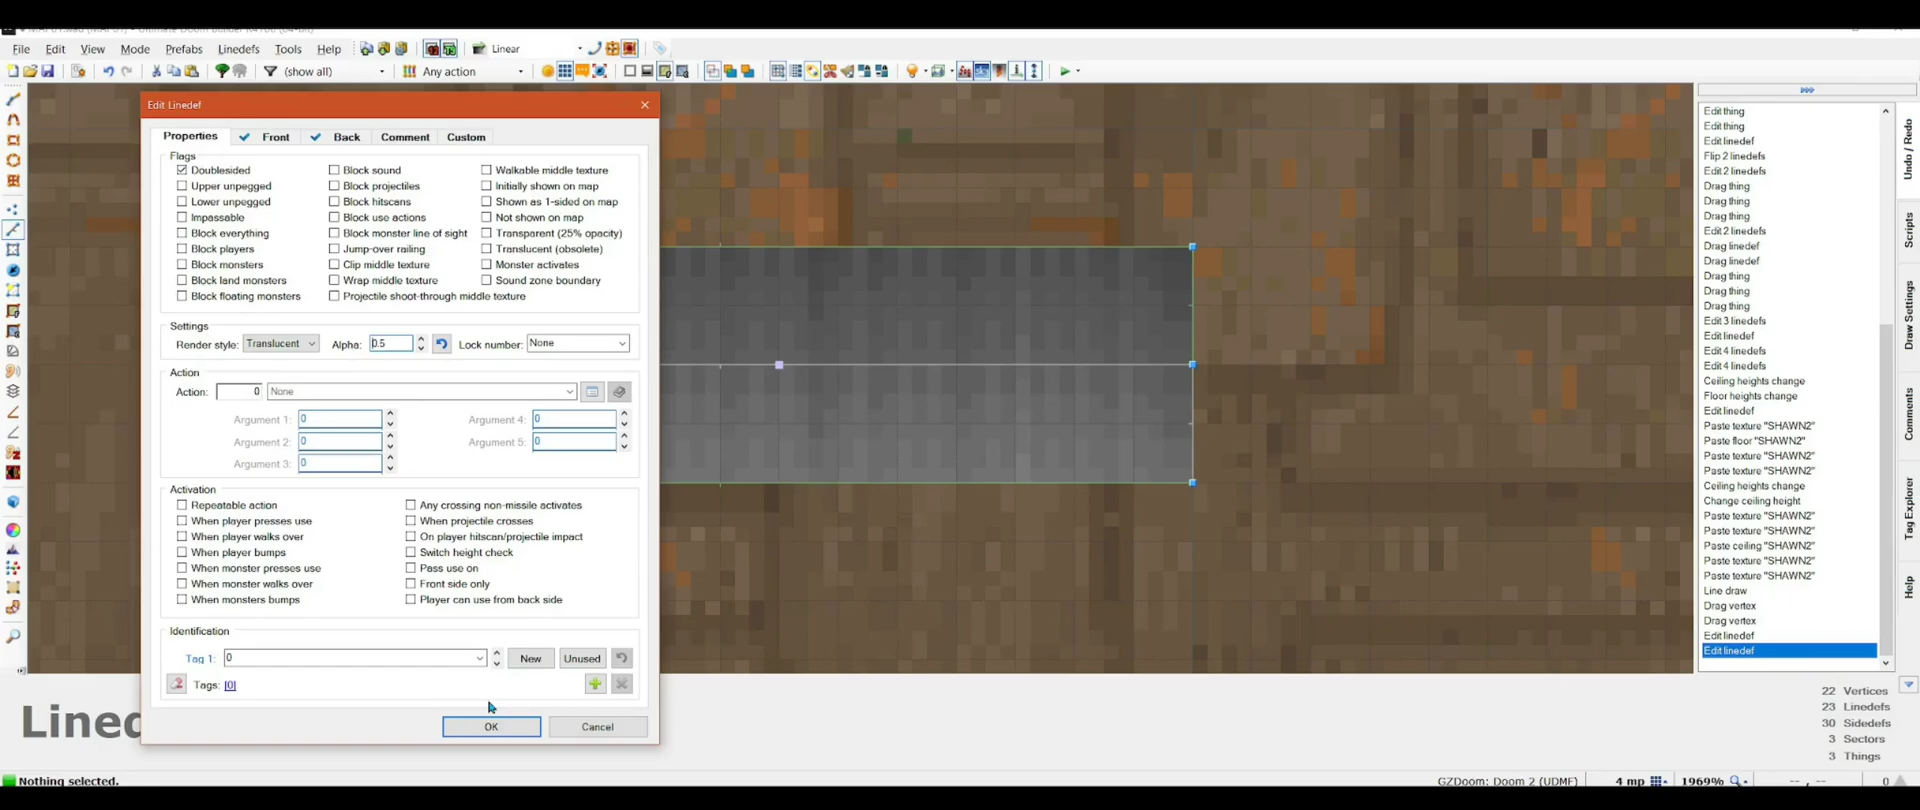 File Edit View Mode Prefabs Linedefs Tools Help Linear
(show all) Any action
Edit Linedef
Properties Front Back Comment Custom
Flags
Doublesided Block sound Walkable middle texture
Upper unpegged Block projectiles Initially shown on map
Lower unpegged Block hitscans Shown as 1-sided on map
Impassable Block use actions Not shown on map
Block everything Block monster line of sight Transparent (25% opacity)
Block players Jump-over railing Translucent (obsolete)
Block monsters Clip middle texture Monster activates
Block land monsters Wrap middle texture Sound zone boundary
Block floating monsters Projectile shoot-through middle texture
Settings
Render style: Translucent Alpha: 0.5 Lock number: None
Action
Action: 0 None
Argument 1: 0 Argument 4: 0
Argument 2: 0 Argument 5: 0
Argument 3: 0
Activation
Repeatable action Any crossing non-missile activates
When player presses use When projectile crosses
When player walks over On player hitscan/projectile impact
When player bumps Switch height check
When monster presses use Pass use on
When monster walks over Front side only
When monsters bumps Player can use from back side
Identification
Tag 1: 0 New Unused
Tags: [0]
OK Cancel
Edit thing
Edit thing
Edit linedef
Flip 2 linedefs
Edit 2 linedefs
Drag thing
Drag thing
Drag thing
Edit 2 linedefs
Drag linedef
Drag linedef
Drag thing
Drag thing
Drag thing
Edit 3 linedefs
Edit linedef
Edit 4 linedefs
Edit 4 linedefs
Ceiling heights change
Floor heights change
Edit linedef
Paste texture "SHAWN2"
Paste floor "SHAWN2"
Paste texture "SHAWN2"
Paste texture "SHAWN2"
Ceiling heights change
Change ceiling height
Paste texture "SHAWN2"
Paste texture "SHAWN2"
Paste ceiling "SHAWN2"
Paste texture "SHAWN2"
Paste texture "SHAWN2"
Line draw
Drag vertex
Drag vertex
Edit linedef
Edit linedef
Undo / Redo
Scripts
Draw Settings
Comments
Tag Explorer
Help
Lined
22 Vertices
23 Linedefs
30 Sidedefs
3 Sectors
3 Things
Nothing selected. GZDoom: Doom 2 (UDMF) 4 mp 1969% -- , -- 0